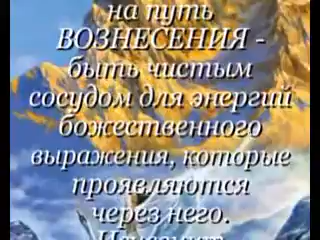 на путь
ВОЗНЕСЕНИЯ -
быть чистым
сосудом для энергий
божественного
выражения, которые
проявляются
через него.